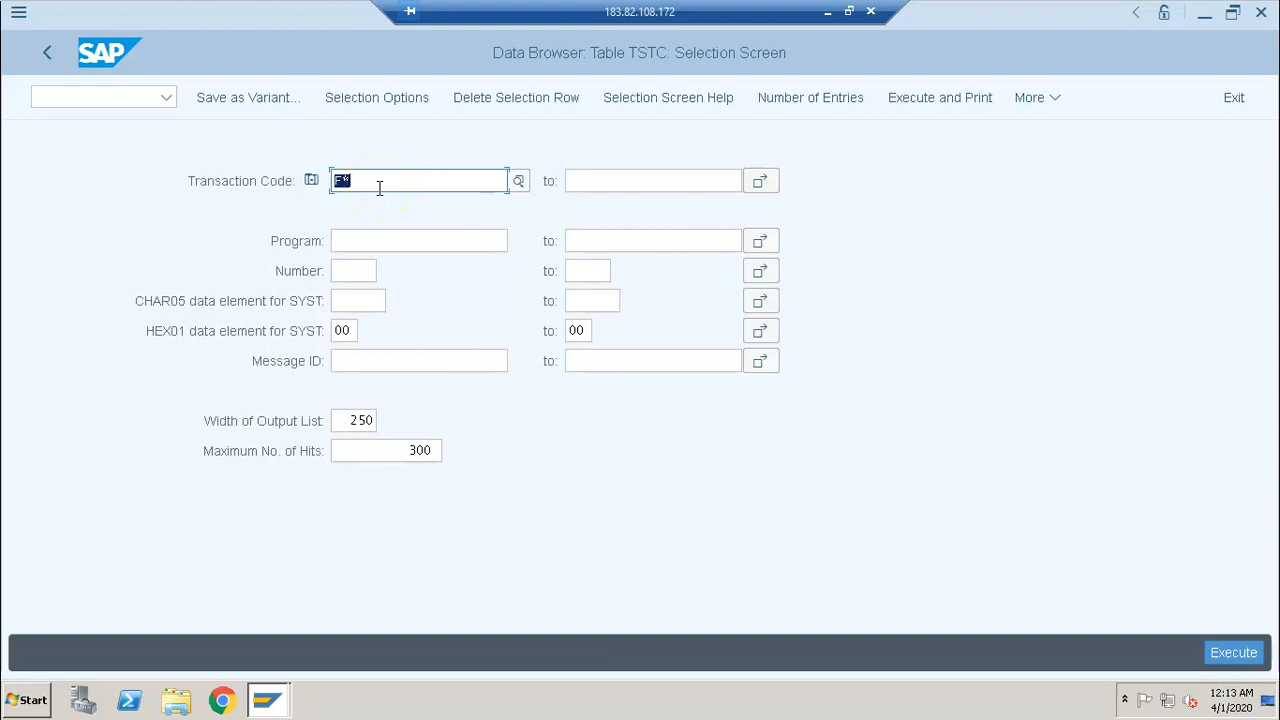 183.82.108.172
SAP
Data Browser: Table TSTC: Selection Screen
Save as Variant... Selection Options Delete Selection Row Selection Screen Help Number of Entries Execute and Print More Exit
Transaction Code: F* to:
Program: to:
Number: to:
CHAR05 data element for SYST: to:
HEX01 data element for SYST: 00 to: 00
Message ID: to:
Width of Output List: 250
Maximum No. of Hits: 300
Execute
Start
12:13 AM
4/1/2020